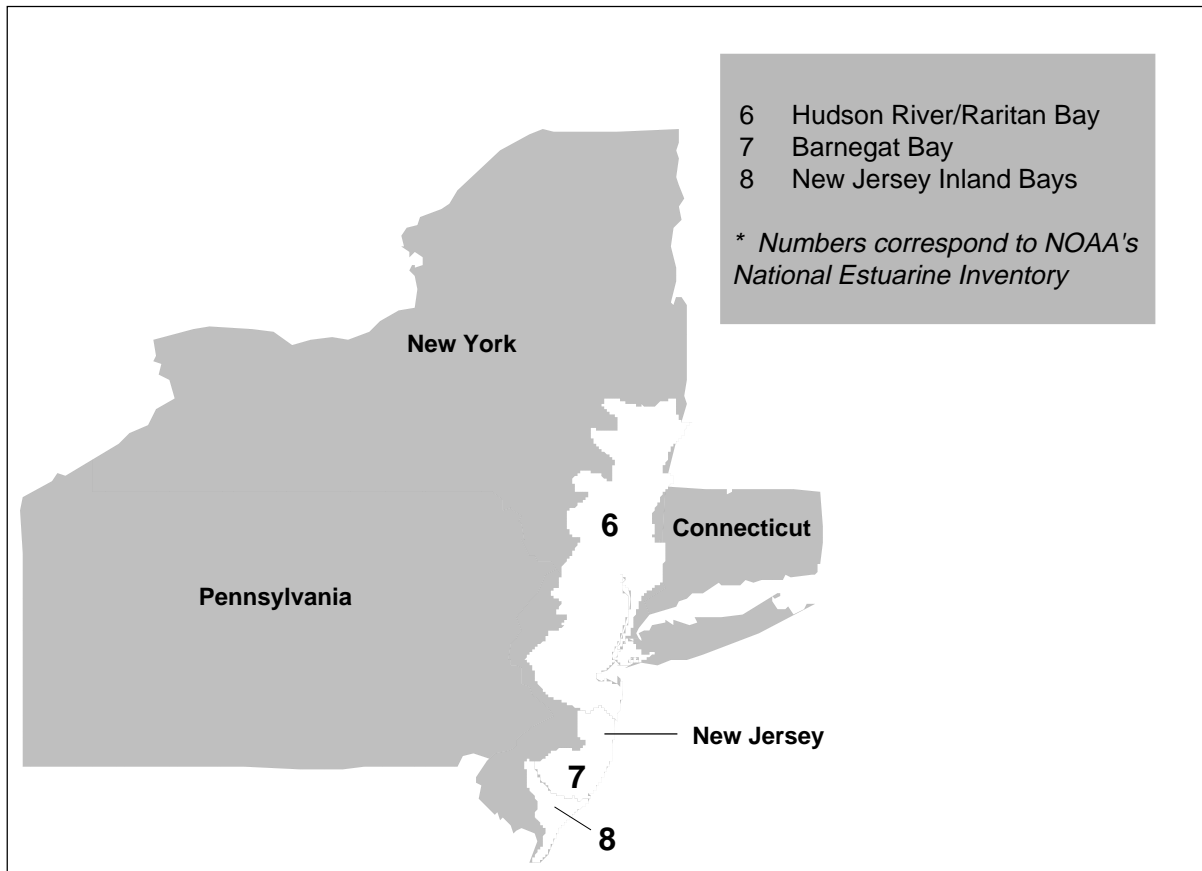 6 Hudson River/Raritan Bay
7 Barnegat Bay
8 New Jersey Inland Bays
* Numbers correspond to NOAA's
National Estuarine Inventory
New York
6
Connecticut
Pennsylvania
New Jersey
7
8